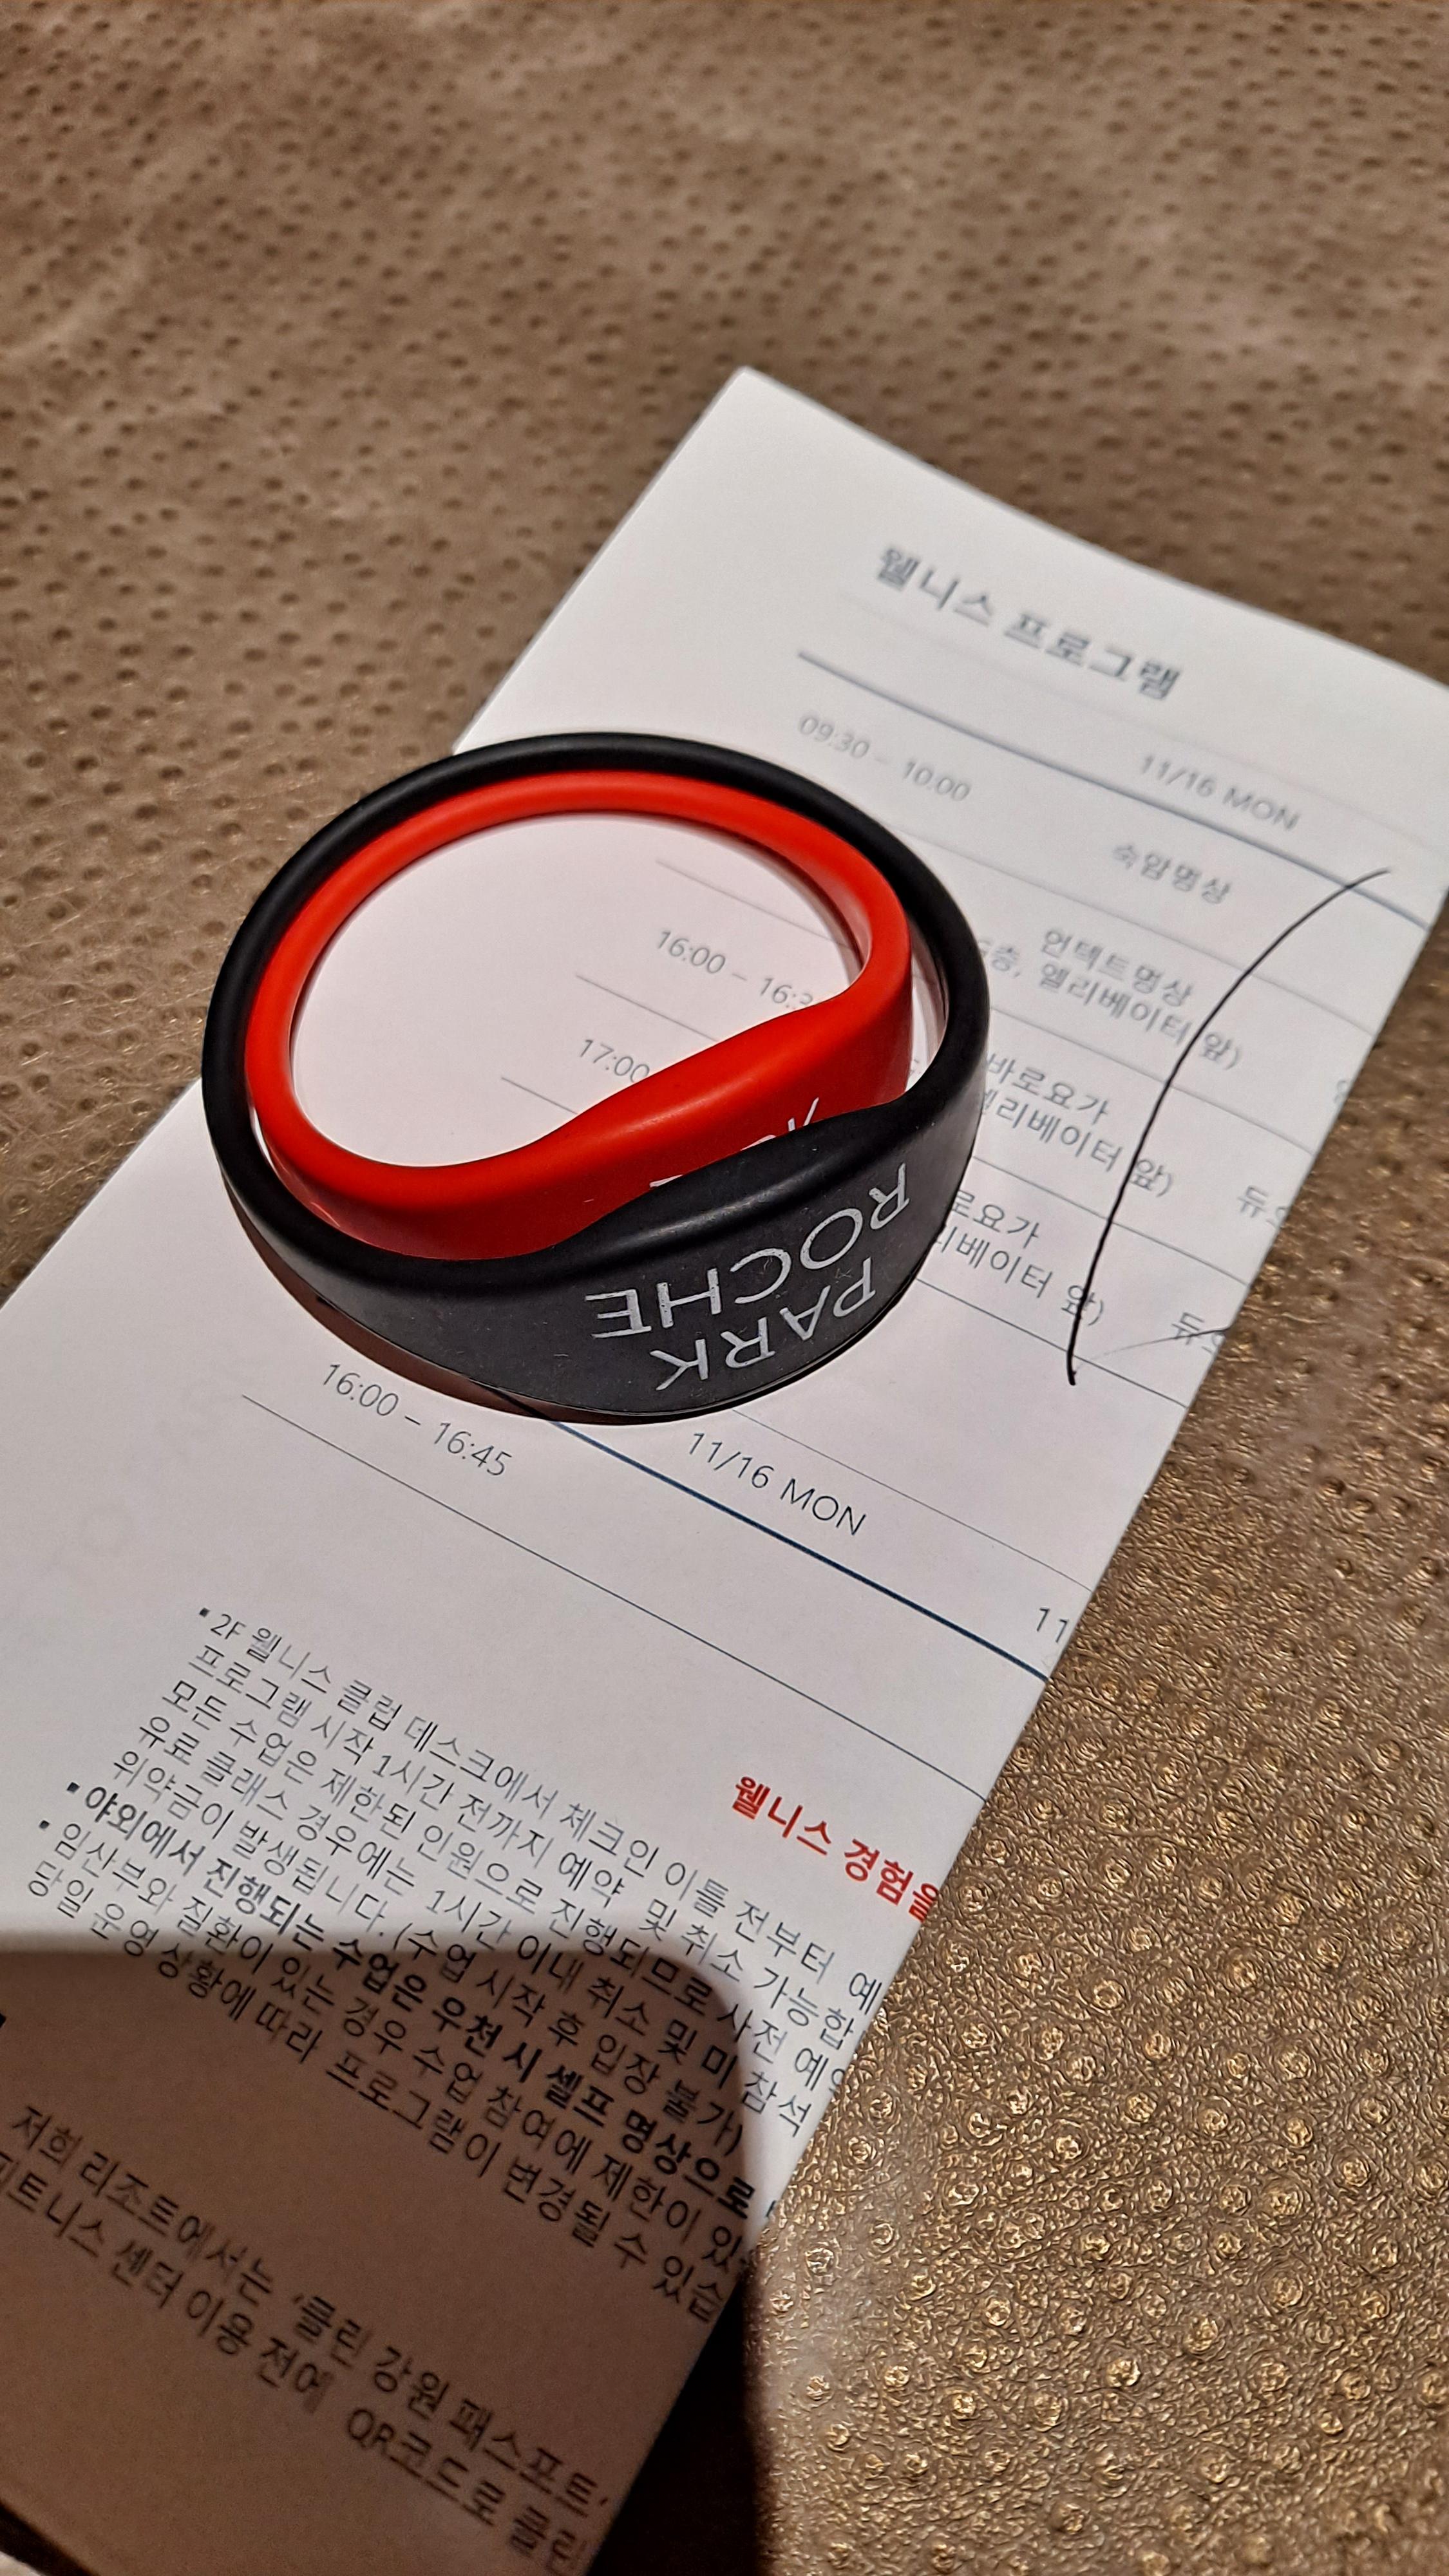 웰니스 프로그램
11/16 MON
09:30 - 10:00
숙암명상
언택트명상
층, 엘리베이터 앞)
16:00 - 16:3
바로요가
엘리베이터 앞)
17:00
로요가
리베이터 앞)
ROCHE
PARK
11/16 MON
11
16:00 - 16:45
웰니스 경험을
▪ 2F 웰니스 클럽 데스크에서 체크인 이틀 전부터 예
프로그램 시작 1시간 전까지 예약 및 취소 가능합
모든 수업은 제한된 인원으로 진행되므로 사전 예약
유료 클래스 경우에는 1시간 이내 취소 및 미 참석
위약금이 발생됩니다. (수업 시작 후 입장 불가)
▪ 야외에서 진행되는 수업은 우천 시 셀프 명상으로
▪ 임산부와 질환이 있는 경우 수업 참여에 제한이 있
당일 운영 상황에 따라 프로그램이 변경될 수 있습
저희 리조트에서는 '클린 강원 패스포트,
피트니스 센터 이용 전에 QR코드로 클린